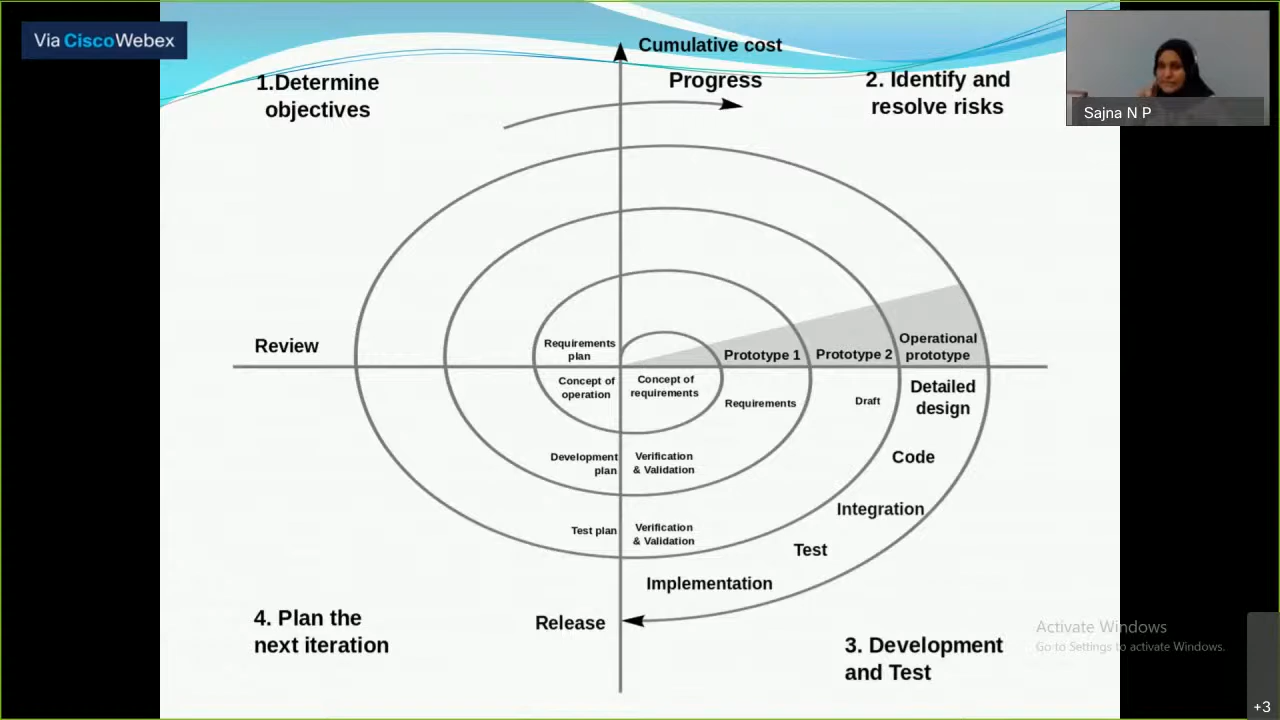 Via CiscoWebex
Cumulative cost
Progress
1.Determine
objectives
2. Identify and
resolve risks
Sajna N P
Review
Requirements
plan
Prototype 1
Prototype 2
Operational
prototype
Concept of
operation
Concept of
requirements
Requirements
Draft
Detailed
design
Development
plan
Verification
& Validation
Code
Test plan
Verification
& Validation
Integration
Test
Implementation
Release
4. Plan the
next iteration
3. Development
and Test
Activate Windows
Go to Settings to activate Windows.
+3